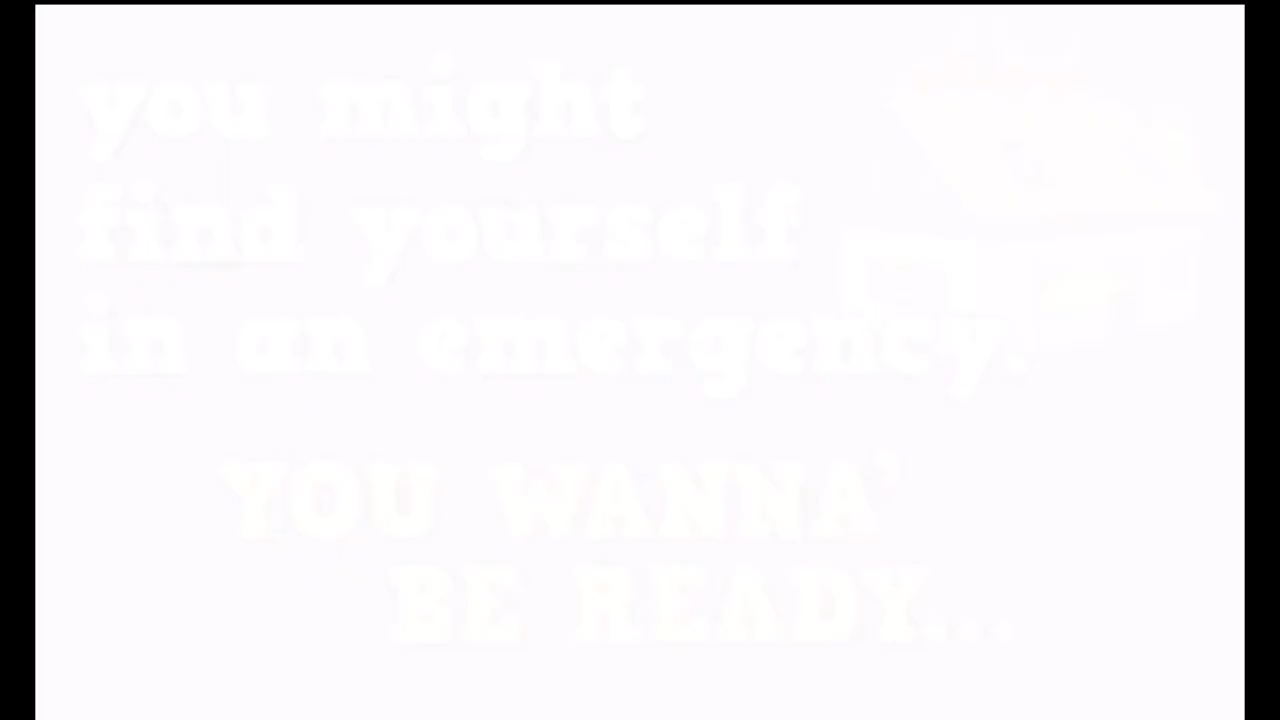 you might
find yourself
in an emergency.
YOU WANNA'
BE READY...